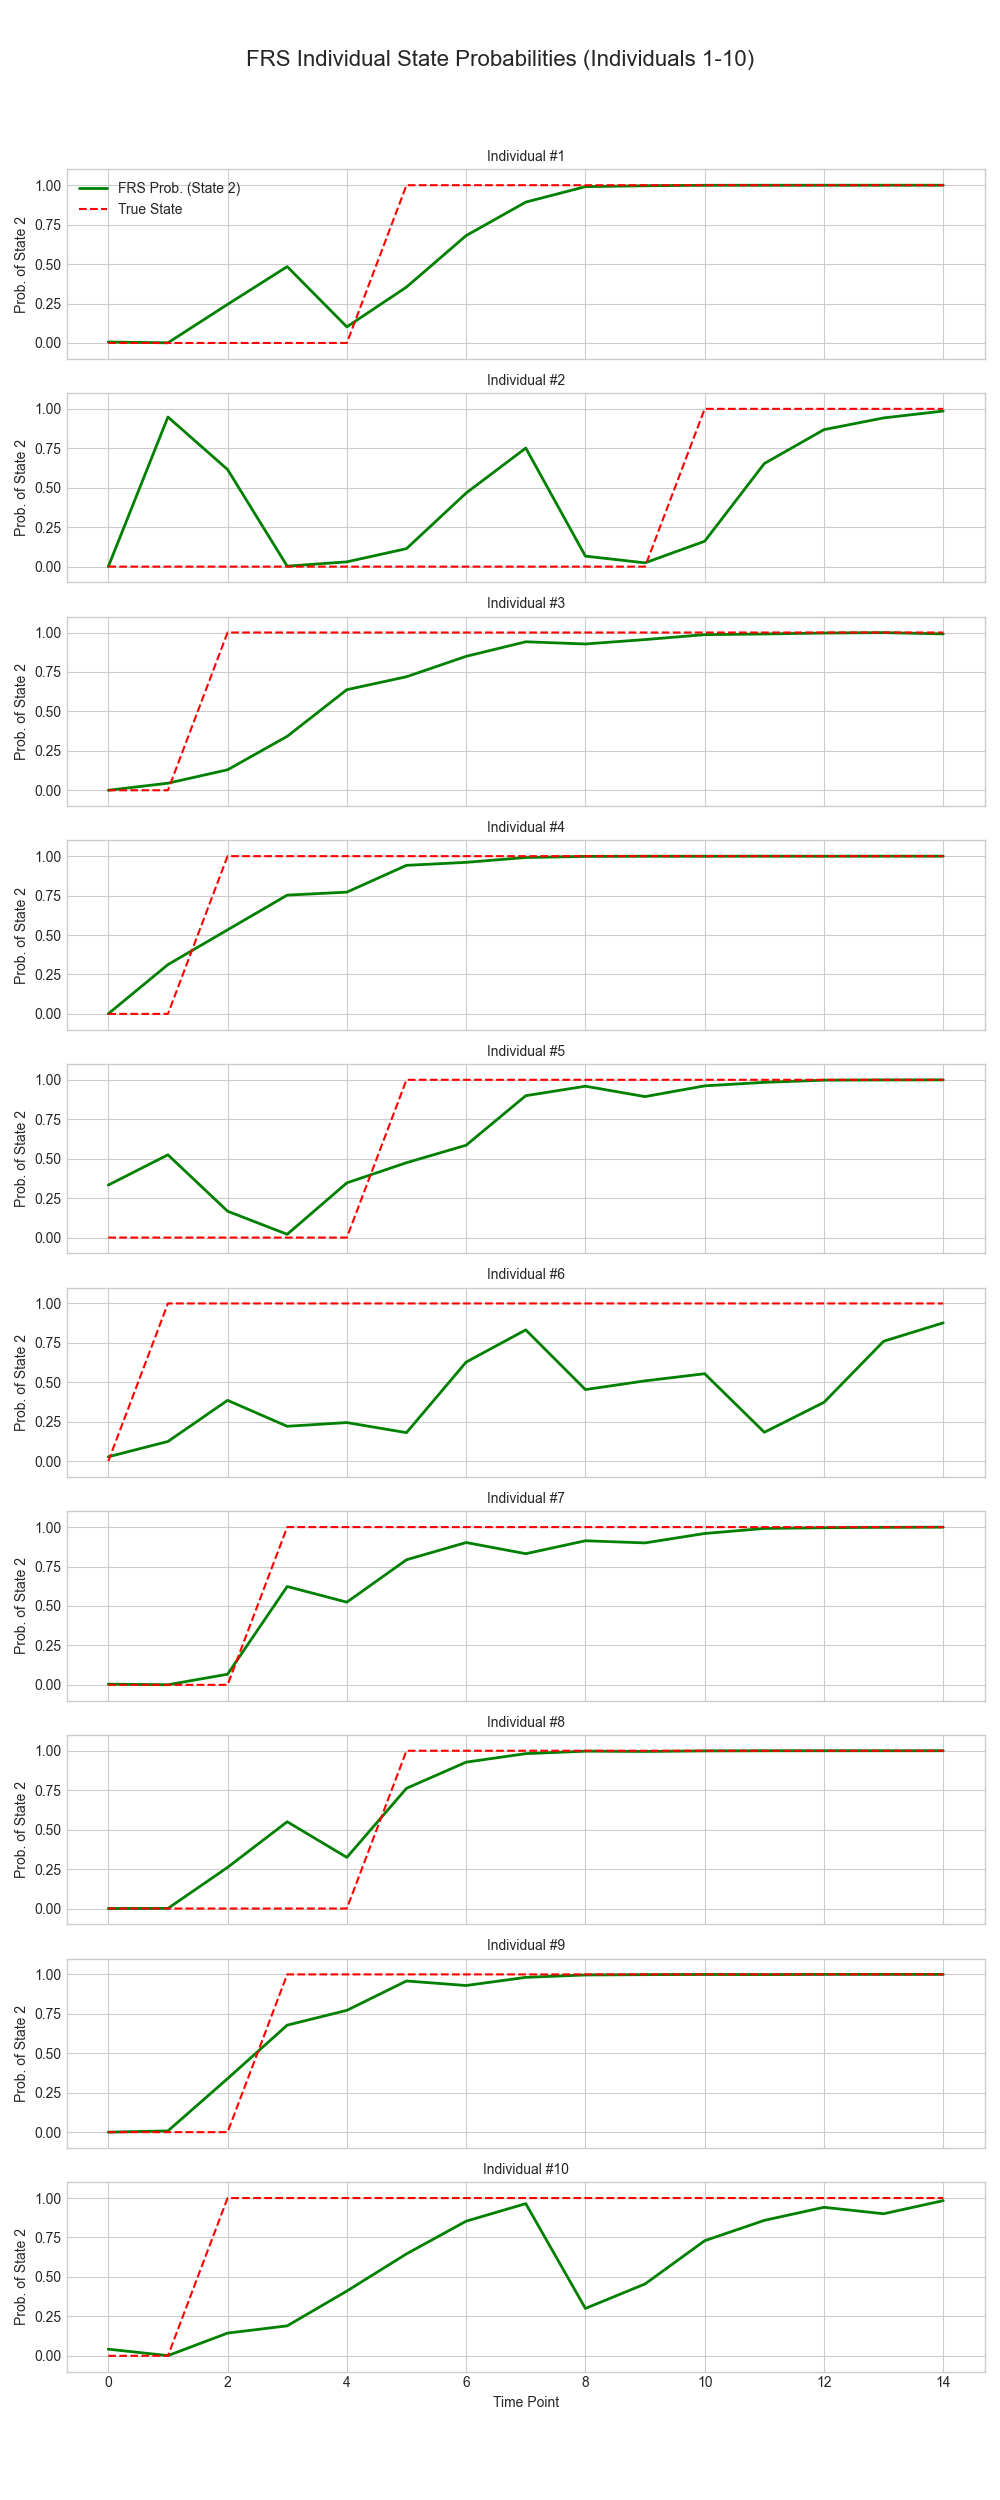 FRS Individual State Probabilities (Individuals 1-10)
Individual #1
Prob. of State 2
1.00
0.75
0.50
0.25
0.00
FRS Prob. (State 2)
True State
Individual #2
Prob. of State 2
1.00
0.75
0.50
0.25
0.00
Individual #3
Prob. of State 2
1.00
0.75
0.50
0.25
0.00
Individual #4
Prob. of State 2
1.00
0.75
0.50
0.25
0.00
Individual #5
Prob. of State 2
1.00
0.75
0.50
0.25
0.00
Individual #6
Prob. of State 2
1.00
0.75
0.50
0.25
0.00
Individual #7
Prob. of State 2
1.00
0.75
0.50
0.25
0.00
Individual #8
Prob. of State 2
1.00
0.75
0.50
0.25
0.00
Individual #9
Prob. of State 2
1.00
0.75
0.50
0.25
0.00
Individual #10
Prob. of State 2
1.00
0.75
0.50
0.25
0.00
0 2 4 6 8 10 12 14
Time Point